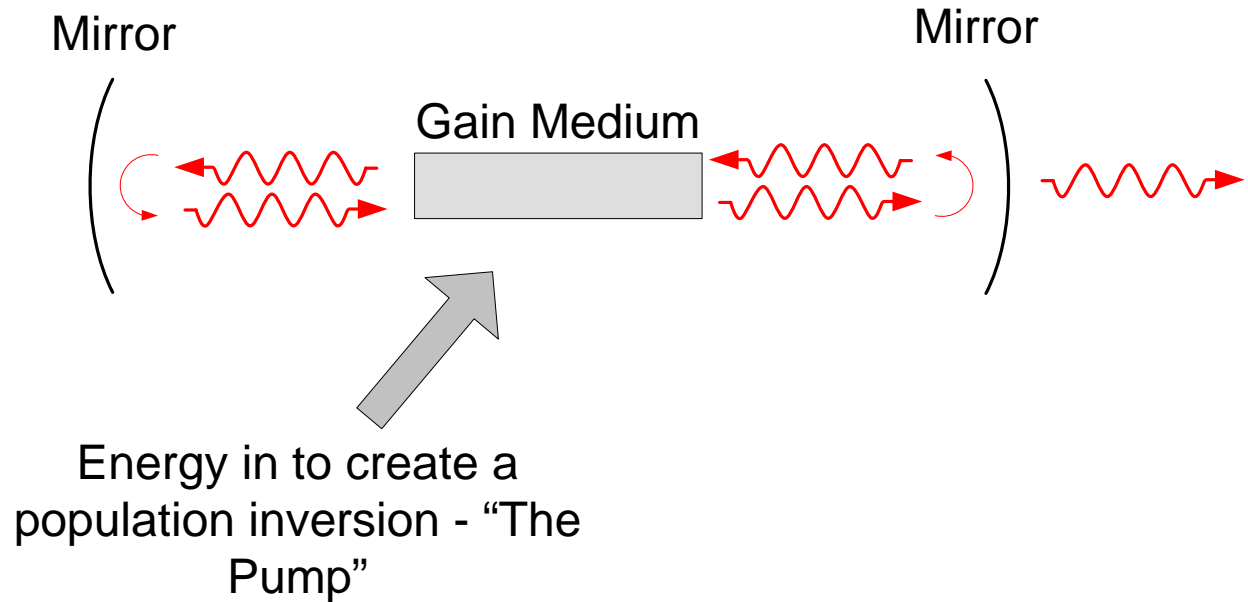 Mirror
Mirror
Gain Medium
Energy in to create a
population inversion - “The
Pump”